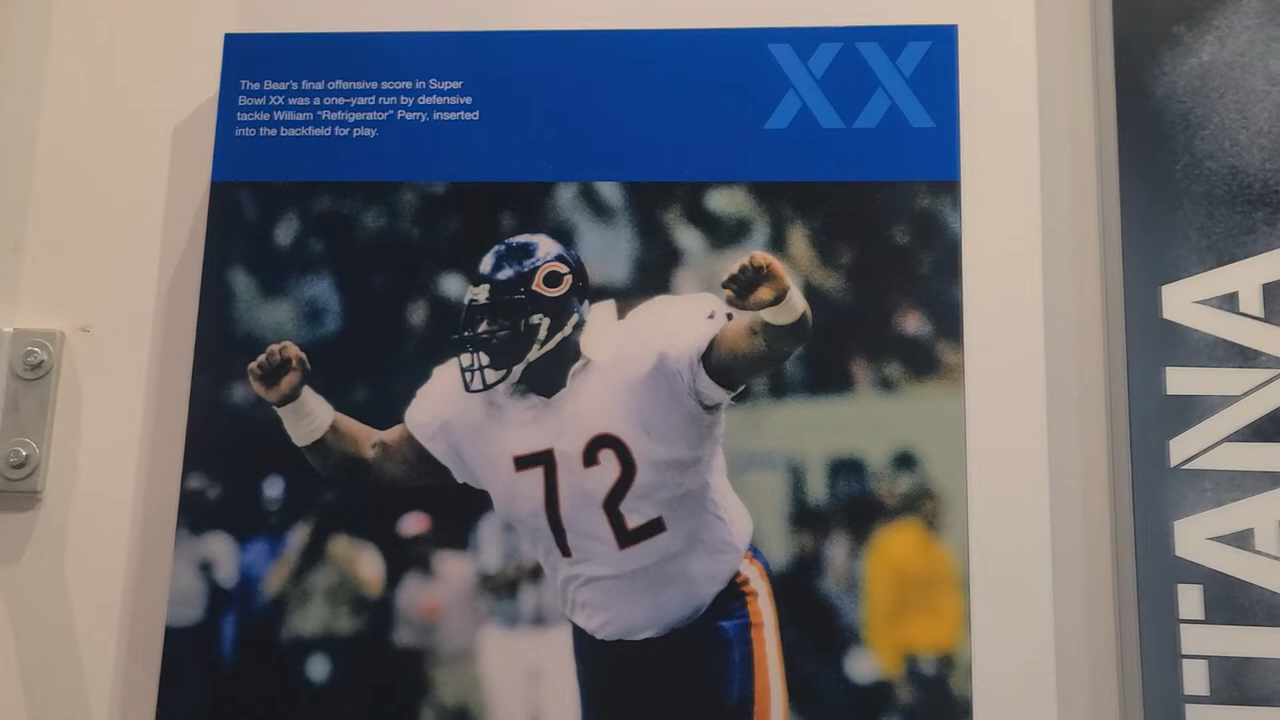 The Bear's final offensive score in Super
Bowl XX was a one-yard run by defensive
tackle William "Refrigerator" Perry, inserted
into the backfield for play.
XX
C
72
TANA